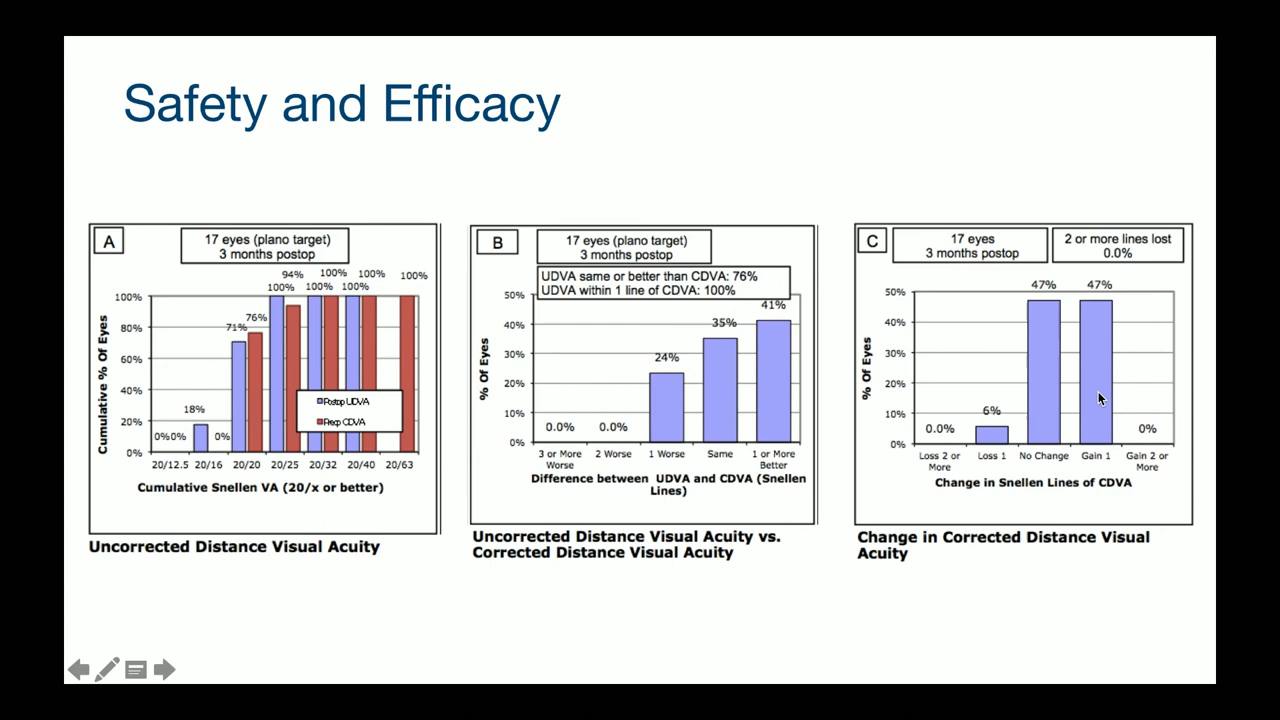 Safety and Efficacy
A
17 eyes (plano target)
3 months postop
94%
100%
100%
100%
100%
100%
100%
76%
71%
18%
0%
0%
0%
100%
80%
60%
40%
20%
0%
Cumulative % Of Eyes
Postop UDVA
Preop CDVA
20/12.5 20/16 20/20 20/25 20/32 20/40 20/63
Cumulative Snellen VA (20/x or better)
Uncorrected Distance Visual Acuity
B
17 eyes (plano target)
3 months postop
UDVA same or better than CDVA: 76%
UDVA within 1 line of CDVA: 100%
50%
40%
30%
20%
10%
0%
% Of Eyes
0.0%
0.0%
24%
35%
41%
3 or More
Worse
2 Worse
1 Worse
Same
1 or More
Better
Difference between UDVA and CDVA (Snellen
Lines)
Uncorrected Distance Visual Acuity vs.
Corrected Distance Visual Acuity
C
17 eyes
3 months postop
2 or more lines lost
0.0%
50%
40%
30%
20%
10%
0%
% Of Eyes
0.0%
6%
47%
47%
0%
Loss 2 or
More
Loss 1
No Change
Gain 1
Gain 2 or
More
Change in Snellen Lines of CDVA
Change in Corrected Distance Visual
Acuity